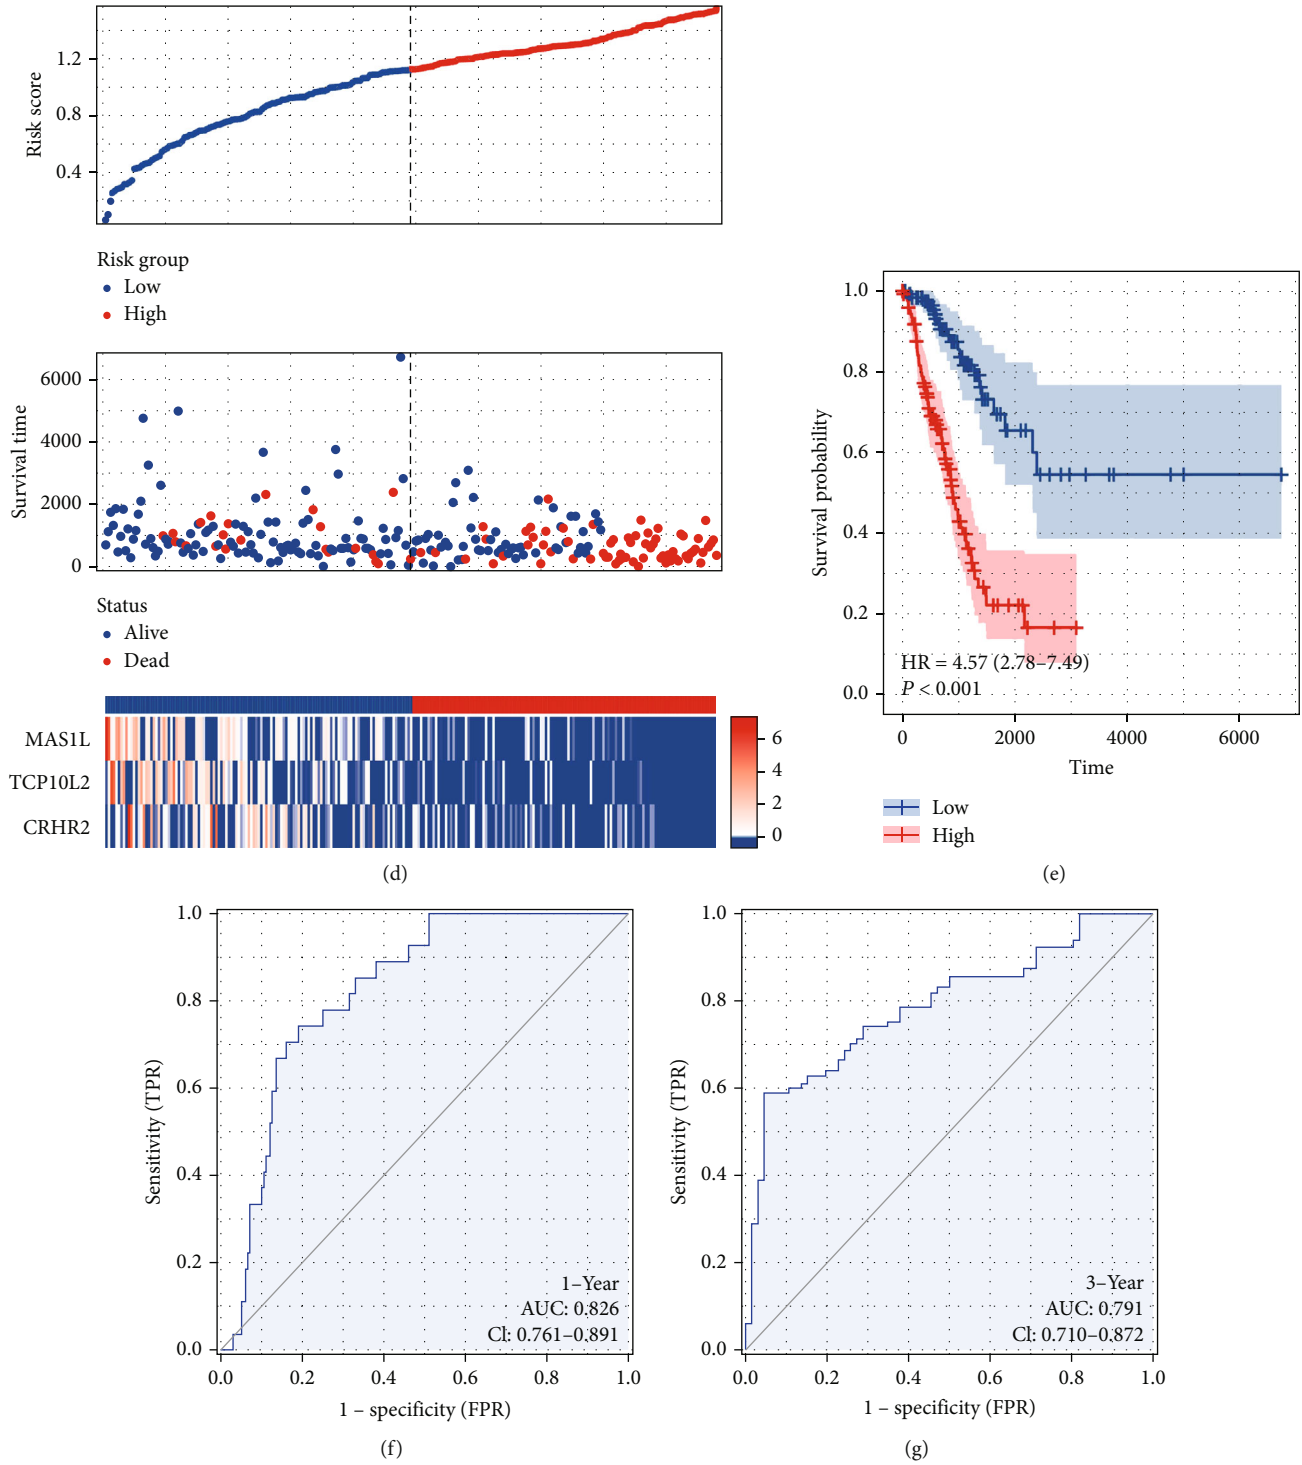 Risk score
1.2
0.8
0.4
Risk group
Low
High
Survival time
6000
4000
2000
0
Status
Alive
Dead
MAS1L
TCP10L2
CRHR2
6
4
2
0
(d)
Survival probability
1.0
0.8
0.6
0.4
0.2
0.0
HR = 4.57 (2.78–7.49)
P < 0.001
0 2000 4000 6000
Time
Low
High
(e)
Sensitivity (TPR)
1.0
0.8
0.6
0.4
0.2
0.0
1–Year
AUC: 0.826
Cl: 0.761–0.891
0.0 0.2 0.4 0.6 0.8 1.0
1 – specificity (FPR)
(f)
Sensitivity (TPR)
1.0
0.8
0.6
0.4
0.2
0.0
3–Year
AUC: 0.791
Cl: 0.710–0.872
0.0 0.2 0.4 0.6 0.8 1.0
1 – specificity (FPR)
(g)